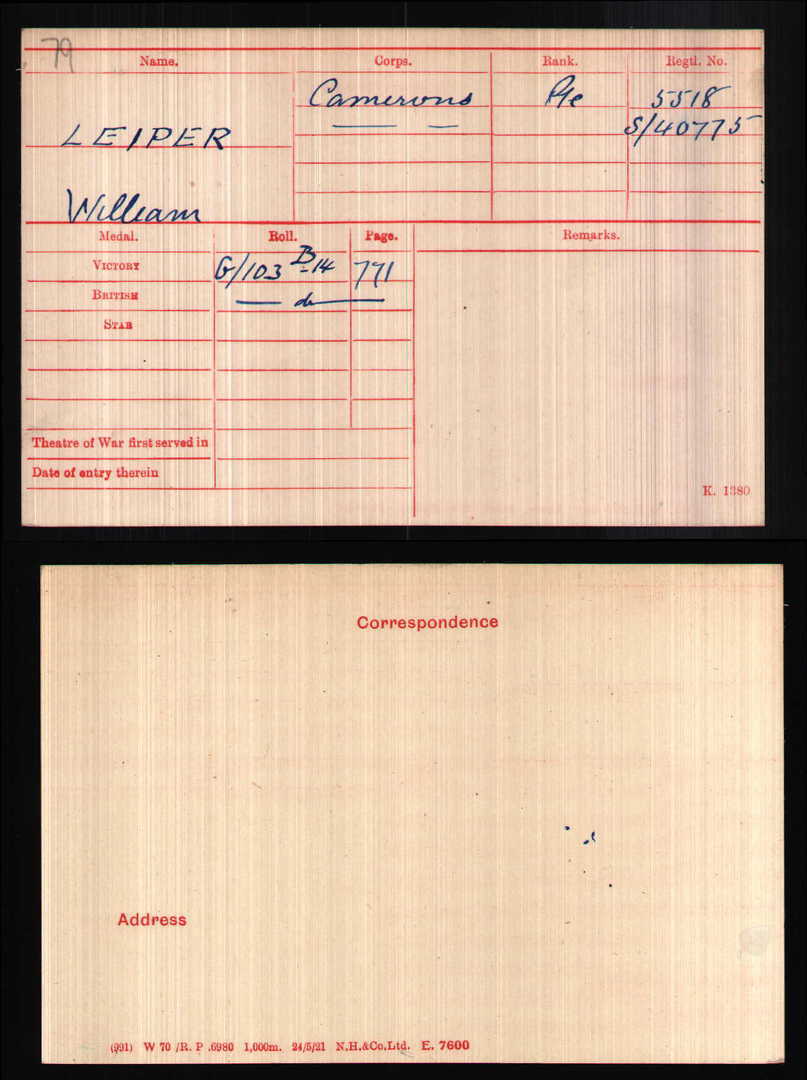 79
Name. Corps. Rank. Regtl. No.
Camerons Pte 5518
LEIPER — — S/40775
William
Medal. Roll. Page. Remarks.
VICTORY G/103 B-14 771
BRITISH — do —
STAR
Theatre of War first served in
Date of entry therein
K. 1380
Correspondence
Address
(991) W 70 /R. P .6980 1,000m. 24/5/21 N.H.&Co.Ltd. E. 7600